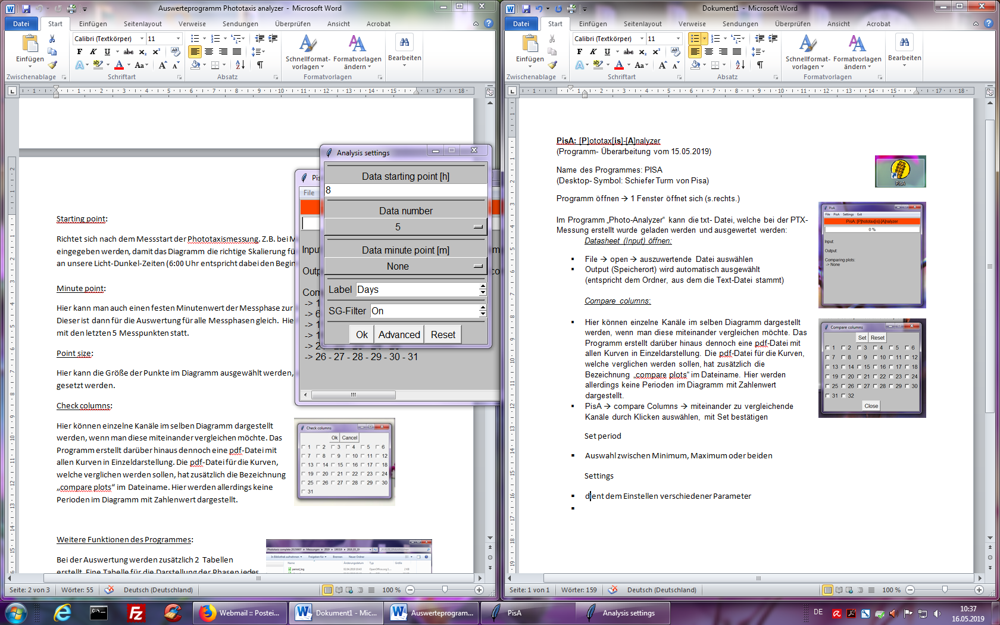 Auswerteprogramm Phototaxis analyzer - Microsoft Word
Datei Start Einfügen Seitenlayout Verweise Sendungen Überprüfen Ansicht Acrobat
Calibri (Textkörper) 11
Einfügen
Schnellformat-vorlagen
Formatvorlagen ändern
Bearbeiten
Zwischenablage Schriftart Absatz Formatvorlagen
Starting point:
Richtet sich nach dem Messstart der Phototaxismessung. Z.B. bei M
eingegeben werden, damit das Diagramm die richtige Skalierung fü
an unsere Licht-Dunkel-Zeiten (6:00 Uhr entspricht dabei den Begin
Minute point:
Hier kann man auch einen festen Minutenwert der Messphase zur
Dieser ist dann für die Auswertung für alle Messphasen gleich. Hie
mit den letzten 5 Messpunkten statt.
Point size:
Hier kann die Größe der Punkte im Diagramm ausgewählt werden,
gesetzt werden.
Check columns:
Hier können einzelne Kanäle im selben Diagramm dargestellt
werden, wenn man diese miteinander vergleichen möchte. Das
Programm erstellt darüber hinaus dennoch eine pdf-Datei mit
allen Kurven in Einzeldarstellung. Die pdf-Datei für die Kurven,
welche verglichen werden sollen, hat zusätzlich die Bezeichnung
„compare plots“ im Dateiname. Hier werden allerdings keine
Perioden im Diagramm mit Zahlenwert dargestellt.
Check columns
Ok Cancel
1 2 3 4 5 6
7 8 9 10 11 12
13 14 15 16 17 18
19 20 21 22 23 24
25 26 27 28 29 30
31
Weitere Funktionen des Programmes:
Bei der Auswertung werden zusätzlich 2 Tabellen
erstellt. Eine Tabelle für die Darstellung der Phasen jedes
period_log
Seite: 2 von 3 Wörter: 55 Deutsch (Deutschland) 100 %
Pis
File
Inpu
Outp
Com
-> 26 - 27 - 28 - 29 - 30 - 31
Analysis settings
Data starting point [h]
8
Data number
5
Data minute point [m]
None
Label Days
SG-Filter On
Ok Advanced Reset
Dokument1 - Microsoft Word
Datei Start Einfügen Seitenlayout Verweise Sendungen Überprüfen Ansicht Acrobat
Calibri (Textkörper) 11
Einfügen
Schnellformat-vorlagen
Formatvorlagen ändern
Bearbeiten
Zwischenablage Schriftart Absatz Formatvorlagen
PisA: [P]ototax[is]-[A]nalyzer
(Programm- Überarbeitung vom 15.05.2019)
Name des Programmes: PISA
(Desktop- Symbol: Schiefer Turm von Pisa)
PisA
Programm öffnen → 1 Fenster öffnet sich (s.rechts.)
Im Programm „Photo-Analyzer“ kann die txt- Datei, welche bei der PTX-
Messung erstellt wurde geladen werden und ausgewertet werden:
Datasheet (Input) öffnen:
▪ File → open → auszuwertende Datei auswählen
▪ Output (Speicherort) wird automatisch ausgewählt
(entspricht dem Ordner, aus dem die Text-Datei stammt)
PisA
File PisA Settings Exit
PisA: [P]hototax[is]-[A]nalyzer
0 %
Input:
Output:
Comparing plots:
-> None
Compare columns:
▪ Hier können einzelne Kanäle im selben Diagramm dargestellt
werden, wenn man diese miteinander vergleichen möchte. Das
Programm erstellt darüber hinaus dennoch eine pdf-Datei mit
allen Kurven in Einzeldarstellung. Die pdf-Datei für die Kurven,
welche verglichen werden sollen, hat zusätzlich die
Bezeichnung „compare plots“ im Dateiname. Hier werden
allerdings keine Perioden im Diagramm mit Zahlenwert
dargestellt.
▪ PisA → compare Columns → miteinander zu vergleichende
Kanäle durch Klicken auswählen, mit Set bestätigen
Compare columns
Set Reset
1 2 3 4 5 6
7 8 9 10 11 12
13 14 15 16 17 18
19 20 21 22 23 24
25 26 27 28 29 30
31 32
Close
Set period
▪ Auswahl zwischen Minimum, Maximum oder beiden
Settings
▪ dient dem Einstellen verschiedener Parameter
▪
Seite: 1 von 1 Wörter: 159 Deutsch (Deutschland) 100 %
Webmail :: Postei...
Dokument1 - Mic...
Auswerteprogram...
PisA
Analysis settings
DE
10:37
16.05.2019